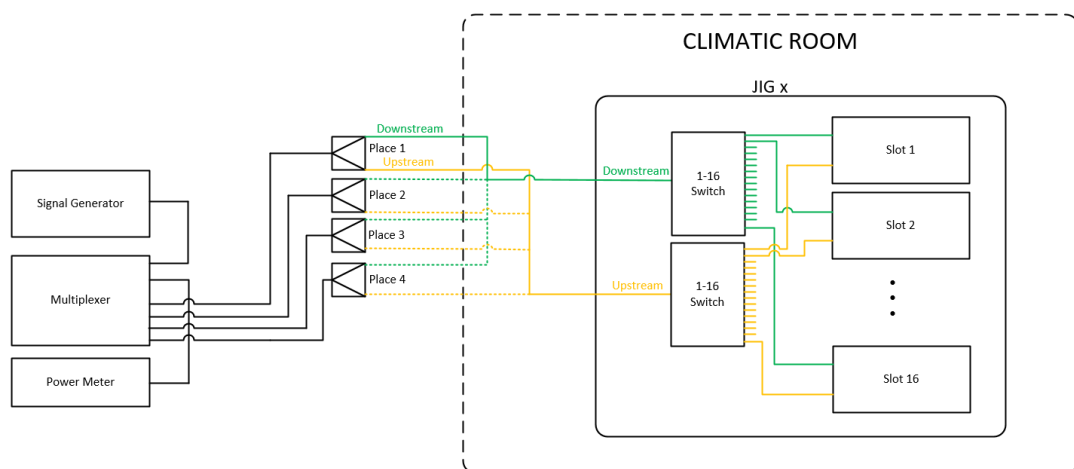 CLIMATIC ROOM
JIG x
Downstream
Place 1
Upstream
Place 2
Place 3
Place 4
Signal Generator
Multiplexer
Power Meter
Downstream
1-16
Switch
Upstream
1-16
Switch
Slot 1
Slot 2
Slot 16